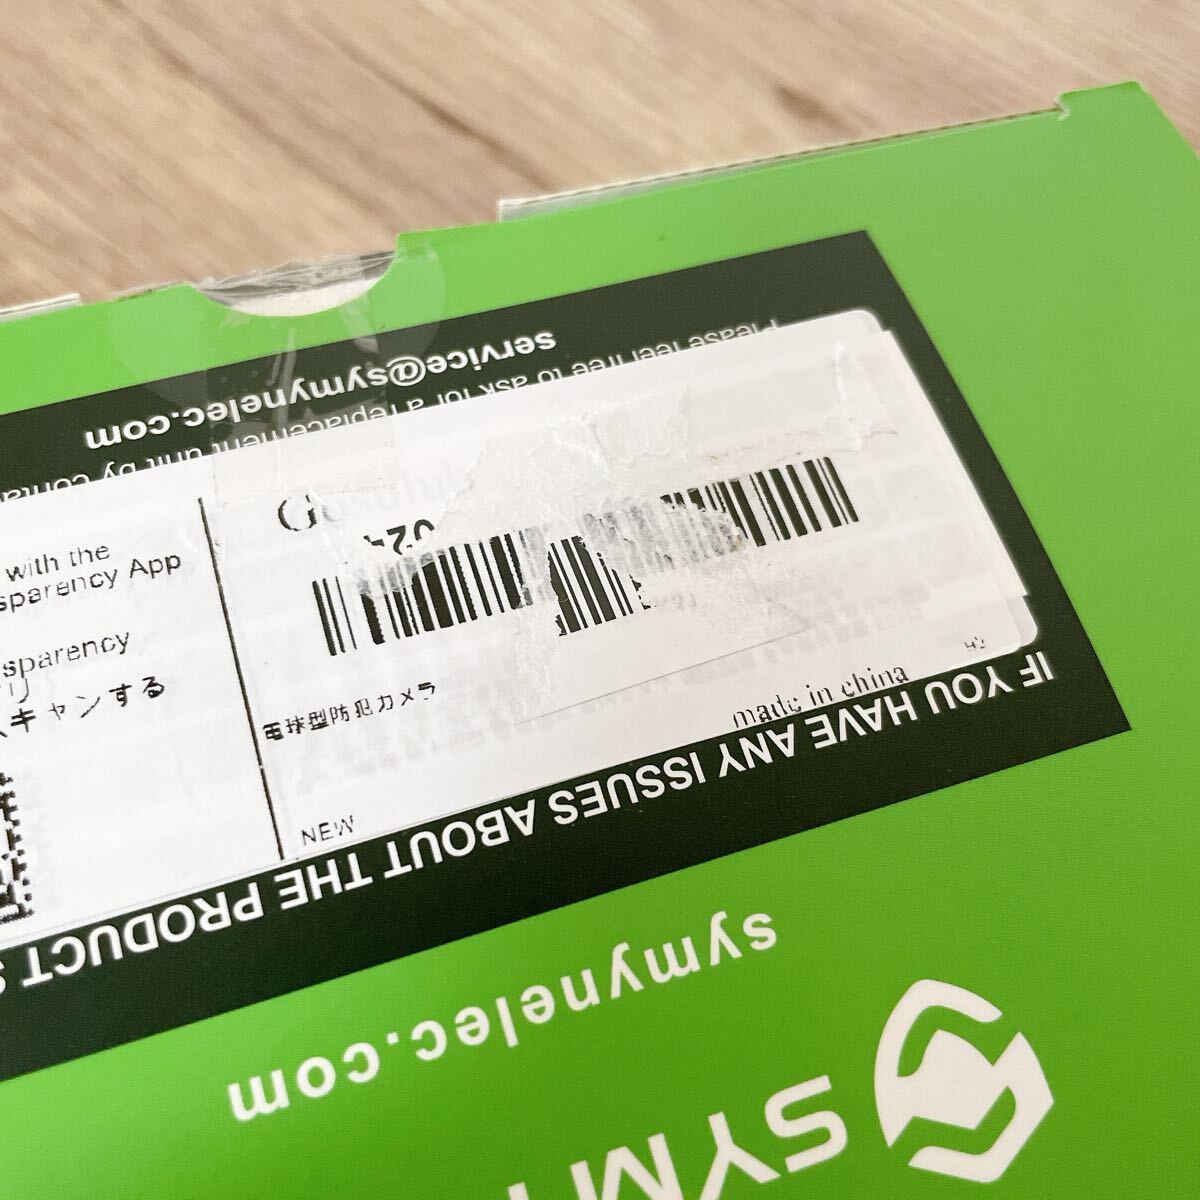 with the
sparency App
sparency
リ
スキャンする
電球型防犯カメラ
NEW
made in china
IF YOU HAVE ANY ISSUES ABOUT THE PRODUCT
Please feel free to ask for a replacement unit by
service@symynelec.com
symynelec.com
SYM